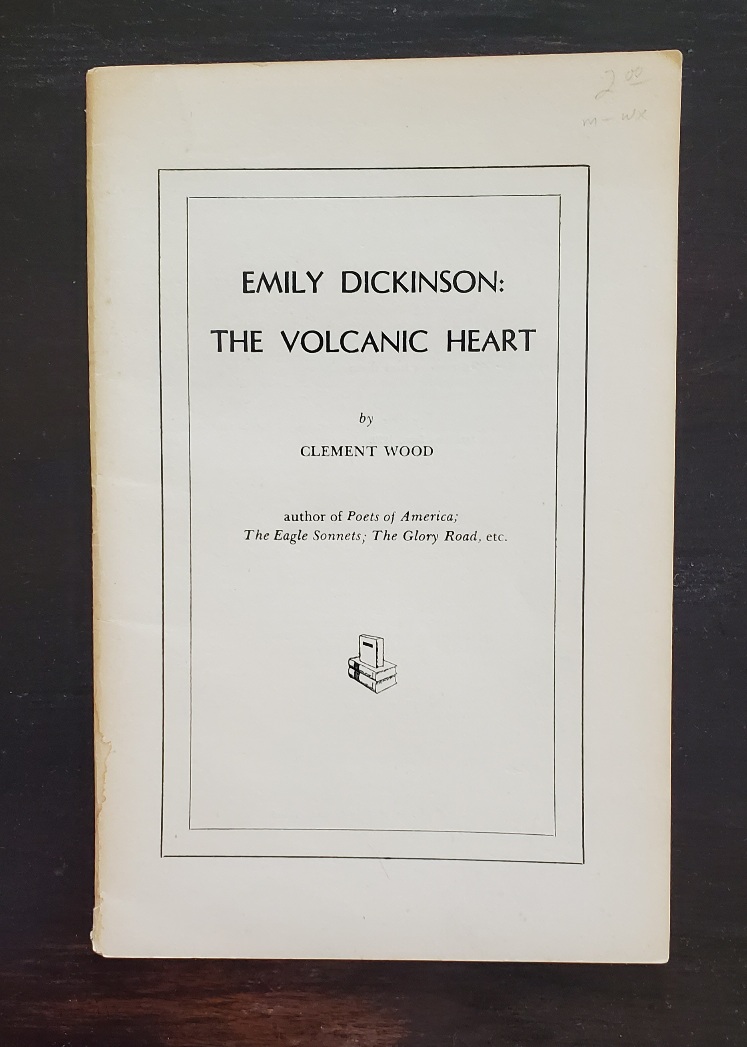 2 00
EMILY DICKINSON:
THE VOLCANIC HEART
by
CLEMENT WOOD
author of Poets of America;
The Eagle Sonnets; The Glory Road, etc.